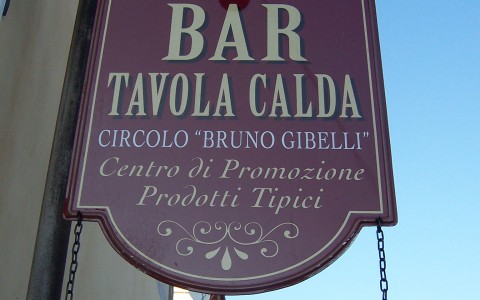 BAR
TAVOLA CALDA
CIRCOLO "BRUNO GIBELLI"
Centro di Promozione
Prodotti Tipici